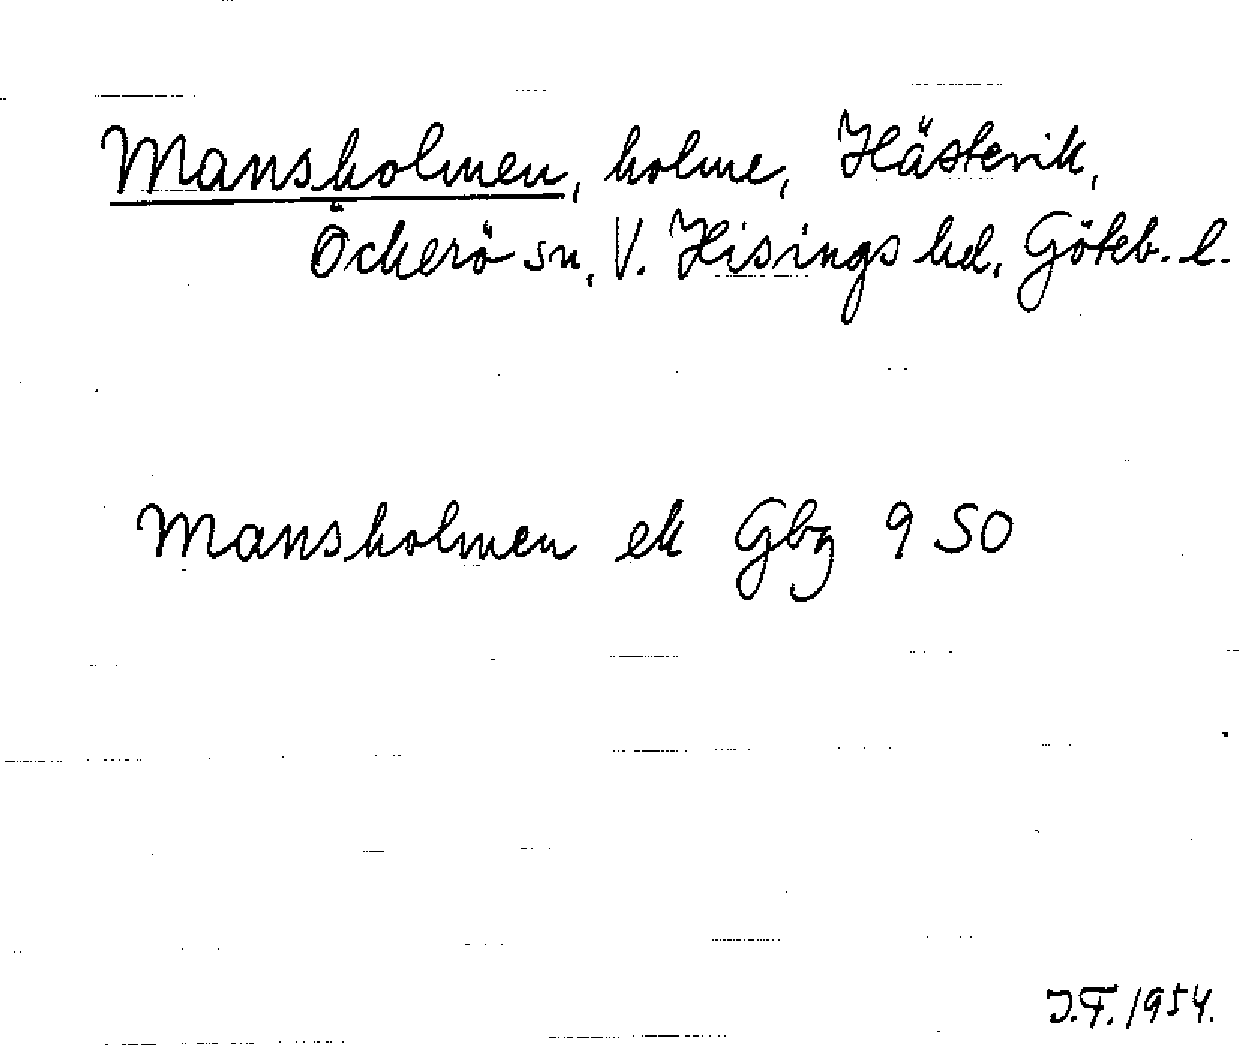 Mansholmen, holme, Hästevik,
Öckerö sn, V. Hisings hd, Göteb. l.
Mansholmen ek Gbg 9 SO
J.F. 1954.